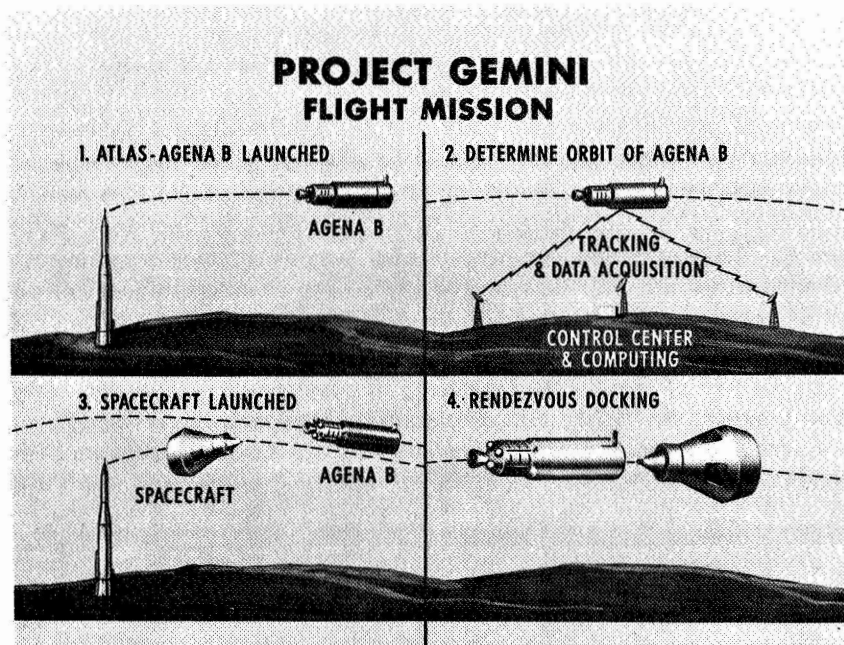 PROJECT GEMINI
FLIGHT MISSION
1. ATLAS-AGENA B LAUNCHED
AGENA B
2. DETERMINE ORBIT OF AGENA B
TRACKING
& DATA ACQUISITION
CONTROL CENTER
& COMPUTING
3. SPACECRAFT LAUNCHED
SPACECRAFT
AGENA B
4. RENDEZVOUS DOCKING